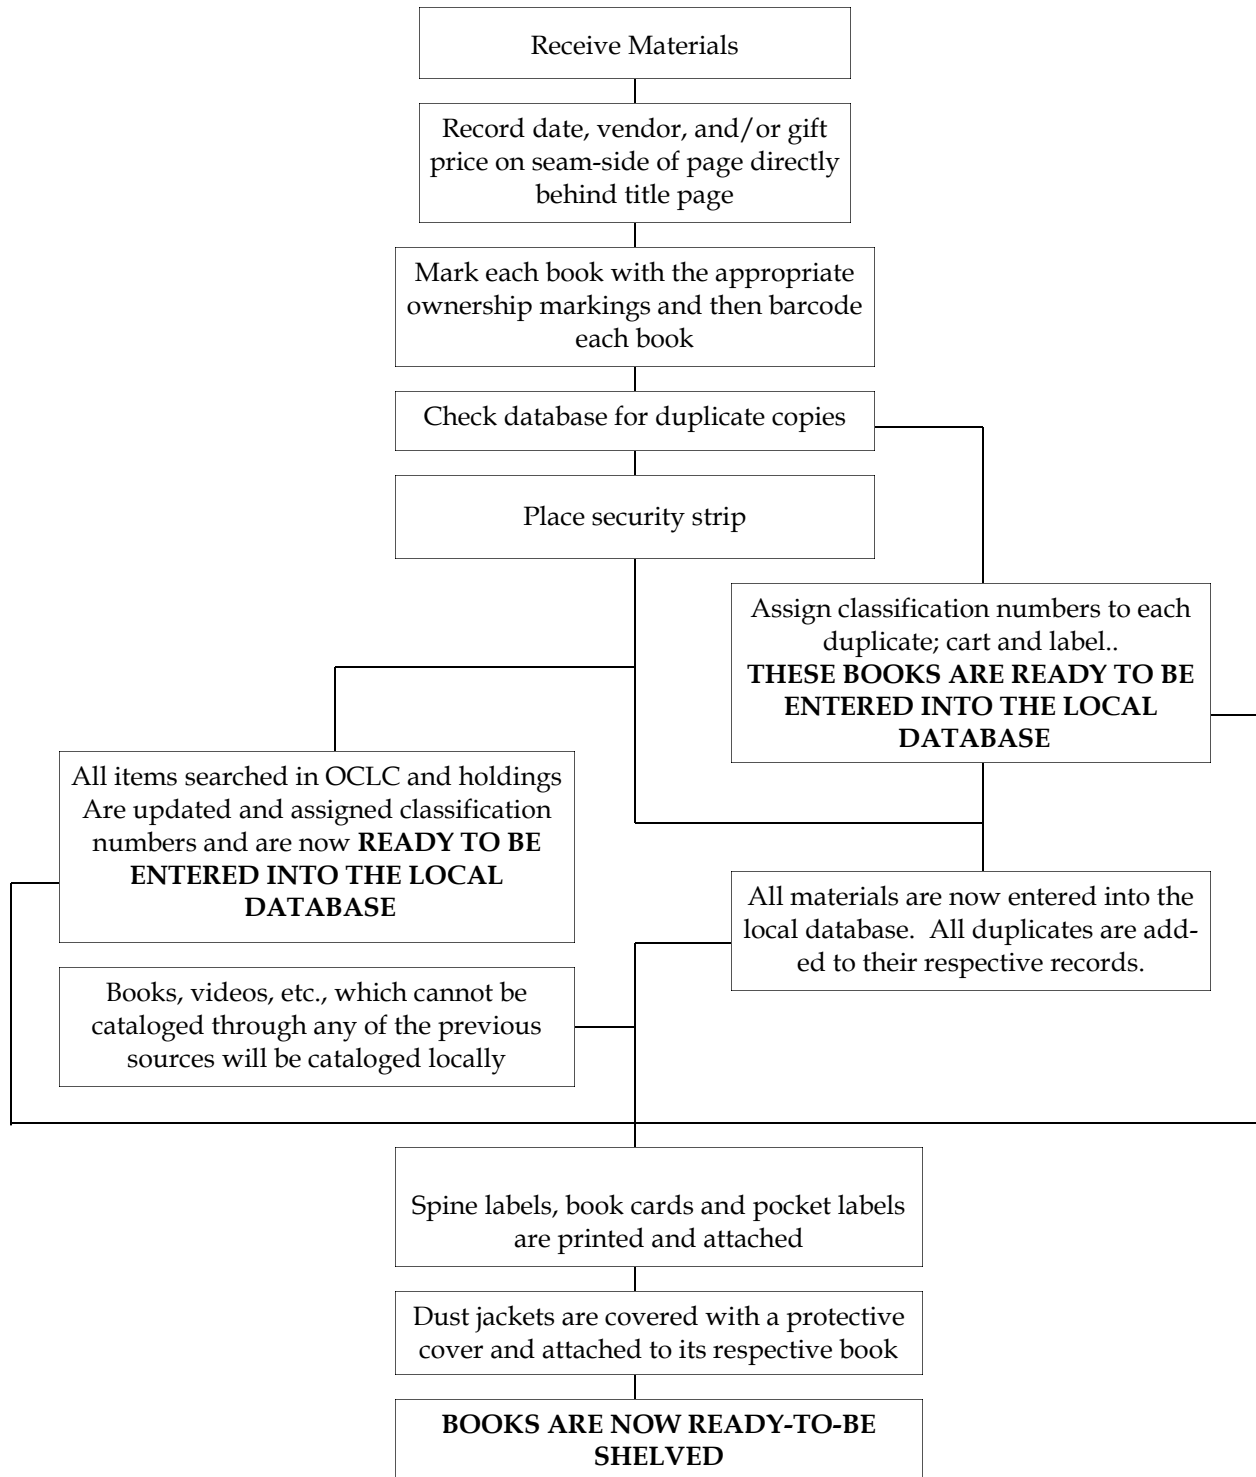 Receive Materials
Record date, vendor, and/or gift
price on seam-side of page directly
behind title page
Mark each book with the appropriate
ownership markings and then barcode
each book
Check database for duplicate copies
Place security strip
Assign classification numbers to each
duplicate; cart and label..
THESE BOOKS ARE READY TO BE
ENTERED INTO THE LOCAL
DATABASE
All items searched in OCLC and holdings
Are updated and assigned classification
numbers and are now READY TO BE
ENTERED INTO THE LOCAL
DATABASE
All materials are now entered into the
local database.  All duplicates are add-
ed to their respective records.
Books, videos, etc., which cannot be
cataloged through any of the previous
sources will be cataloged locally
Spine labels, book cards and pocket labels
are printed and attached
Dust jackets are covered with a protective
cover and attached to its respective book
BOOKS ARE NOW READY-TO-BE
SHELVED